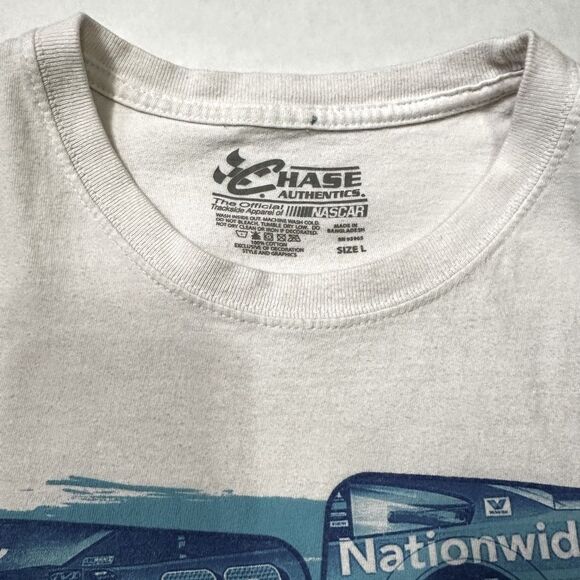 CHASE
AUTHENTICS.
The Official
Trackside Apparel of NASCAR
WASH INSIDE OUT. MACHINE WASH COLD.
DO NOT BLEACH. TUMBLE DRY LOW. DO
NOT DRY CLEAN OR IRON IF DECORATED.
100% COTTON
EXCLUSIVE OF DECORATION
STYLE AND GRAPHICS
MADE IN
BANGLADESH
SIZE L
Nationwid